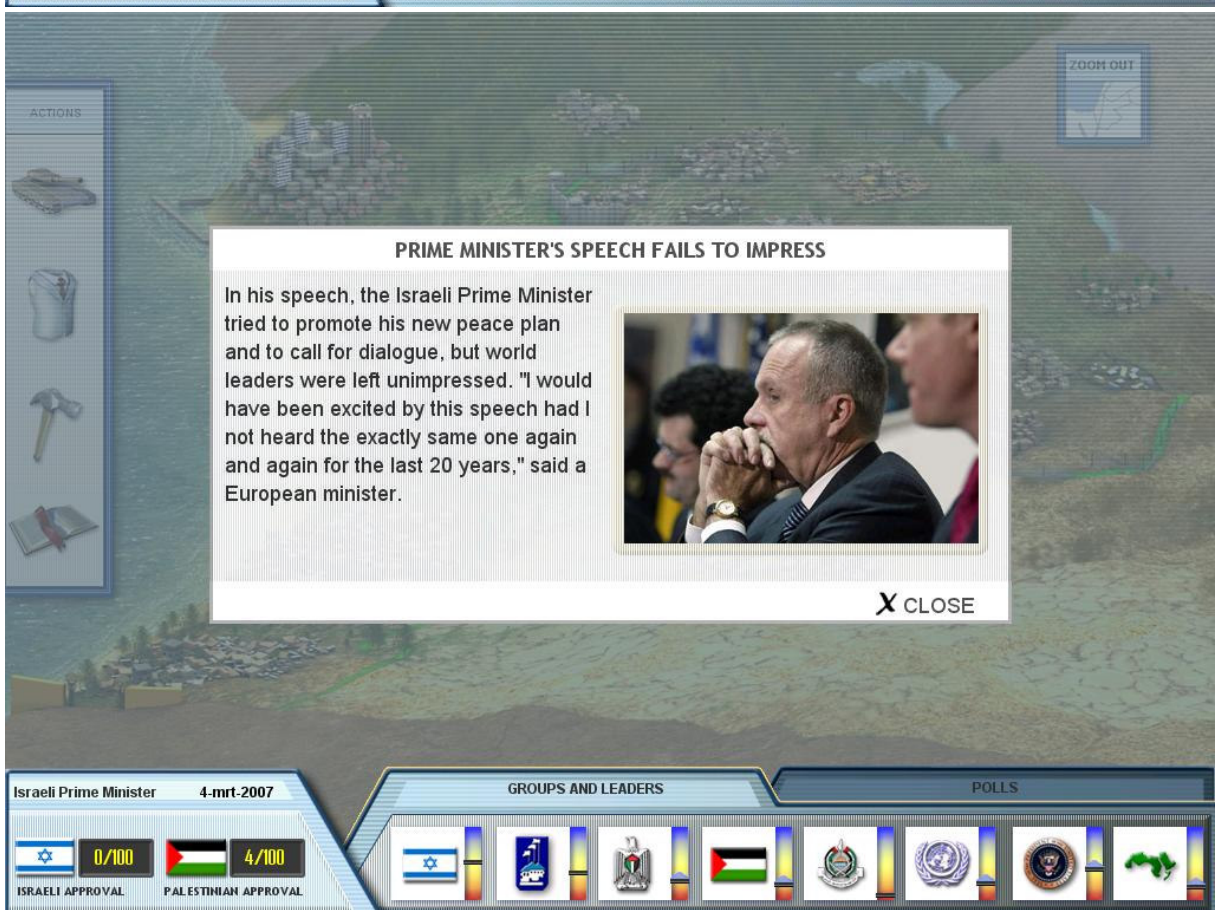 ZOOM OUT
ACTIONS
PRIME MINISTER'S SPEECH FAILS TO IMPRESS
In his speech, the Israeli Prime Minister
tried to promote his new peace plan
and to call for dialogue, but world
leaders were left unimpressed. "I would
have been excited by this speech had I
not heard the exactly same one again
and again for the last 20 years," said a
European minister.
X CLOSE
Israeli Prime Minister 4-mrt-2007
GROUPS AND LEADERS
POLLS
0/100
4/100
ISRAELI APPROVAL
PALESTINIAN APPROVAL